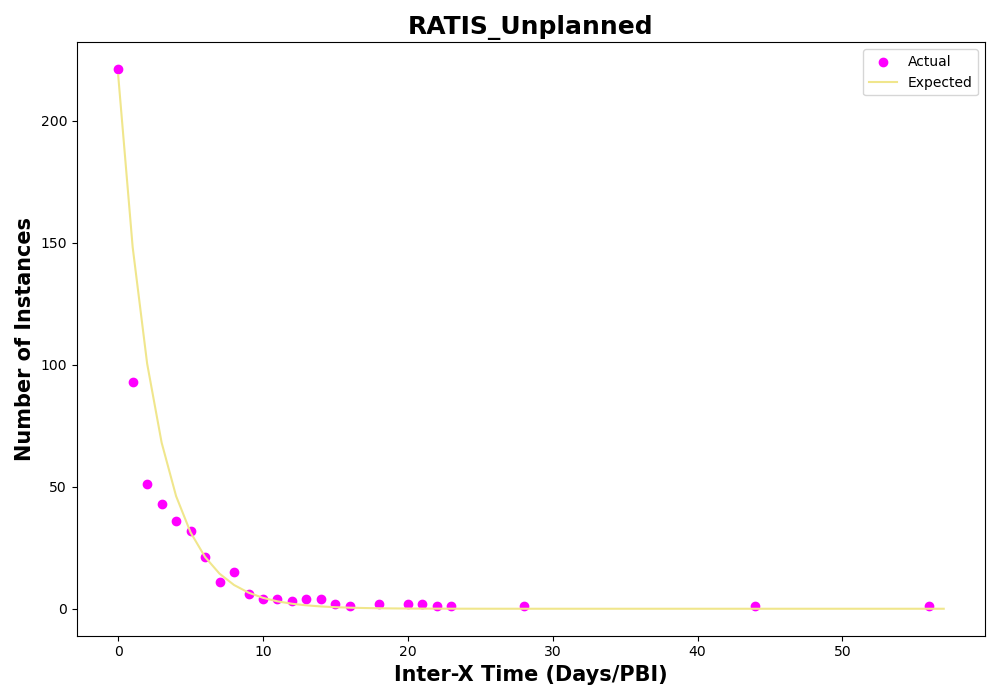 RATIS_Unplanned
Actual
Expected
200
150
100
50
0
Number of Instances
0 10 20 30 40 50
Inter-X Time (Days/PBI)